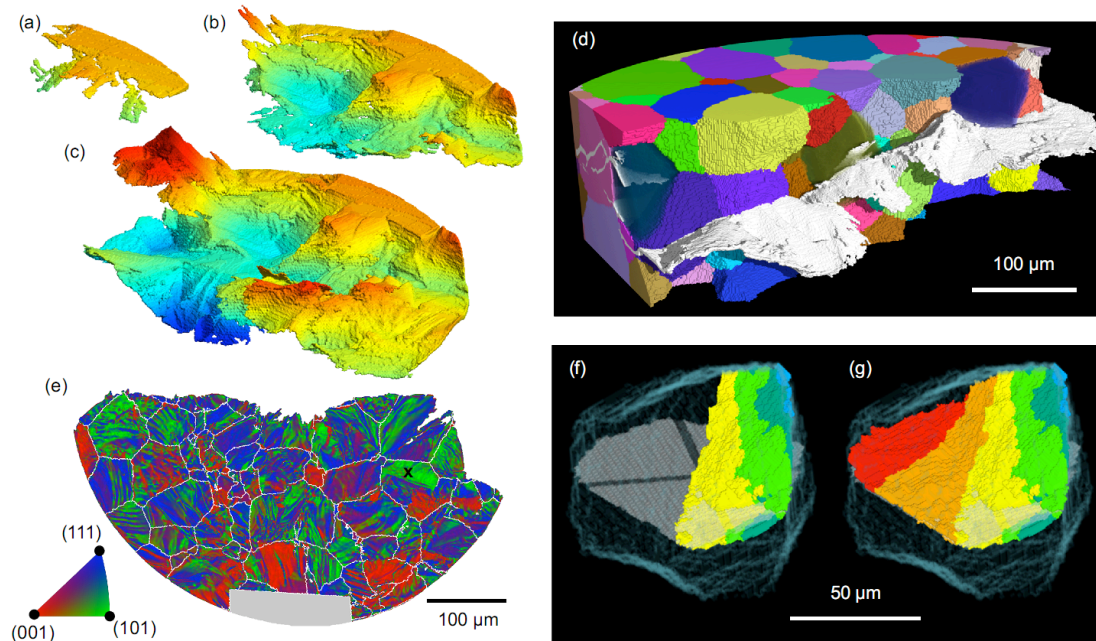 (a)
(b)
(c)
(d)
100 µm
(e)
x
(111)
(001)
(101)
100 µm
(f)
(g)
50 µm